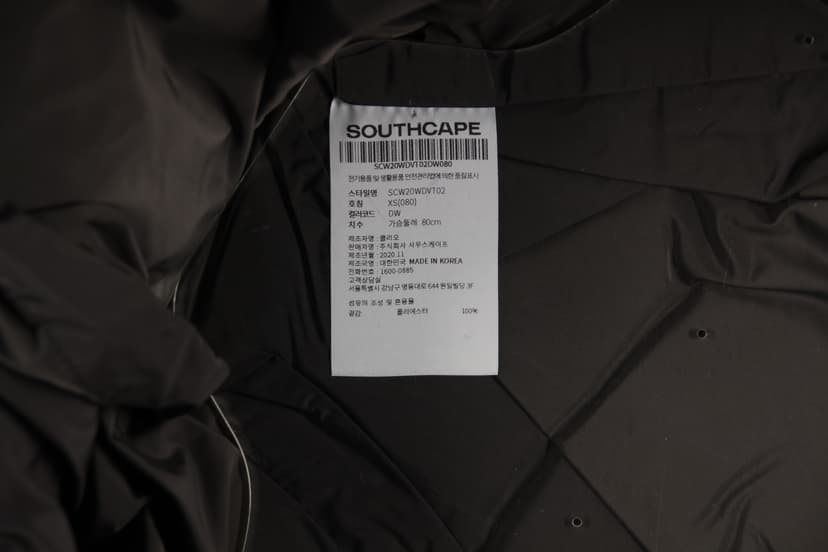 SOUTHCAPE
SCW20WDVT02DW080
전기용품 및 생활용품 안전관리법에 의한 품질표시
스타일명 SCW20WDVT02
호칭 XS(080)
컬러코드 DW
치수 가슴둘레 80cm
제조자명 : 클리오
판매자명 : 주식회사 사우스케이프
제조년월 : 2020.11
제조국명 : 대한민국 MADE IN KOREA
전화번호 : 1600-0885
고객상담실
서울특별시 강남구 영동대로 644 원일빌딩 3F
섬유의 조성 및 혼용율
겉감 폴리에스터 100%